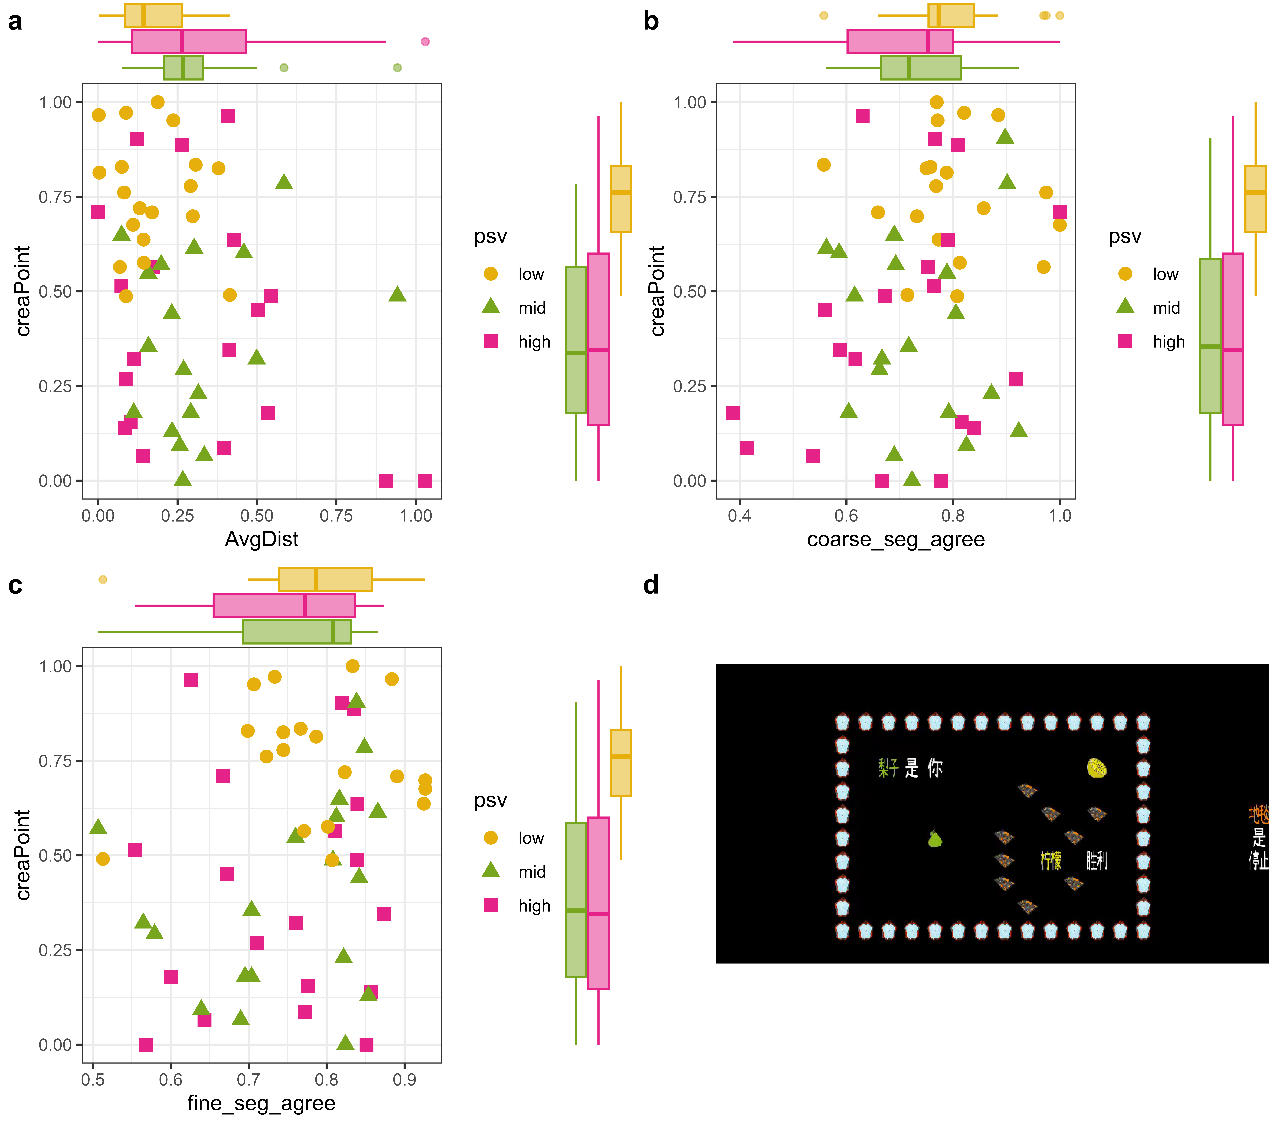 a
1.00
0.75
0.50
0.25
0.00
creaPoint
0.00 0.25 0.50 0.75 1.00
AvgDist
psv
low
mid
high
b
1.00
0.75
0.50
0.25
0.00
creaPoint
0.4 0.6 0.8 1.0
coarse_seg_agree
psv
low
mid
high
c
1.00
0.75
0.50
0.25
0.00
creaPoint
0.5 0.6 0.7 0.8 0.9
fine_seg_agree
psv
low
mid
high
d
梨子 是 你
柠檬 胜利
是
停止